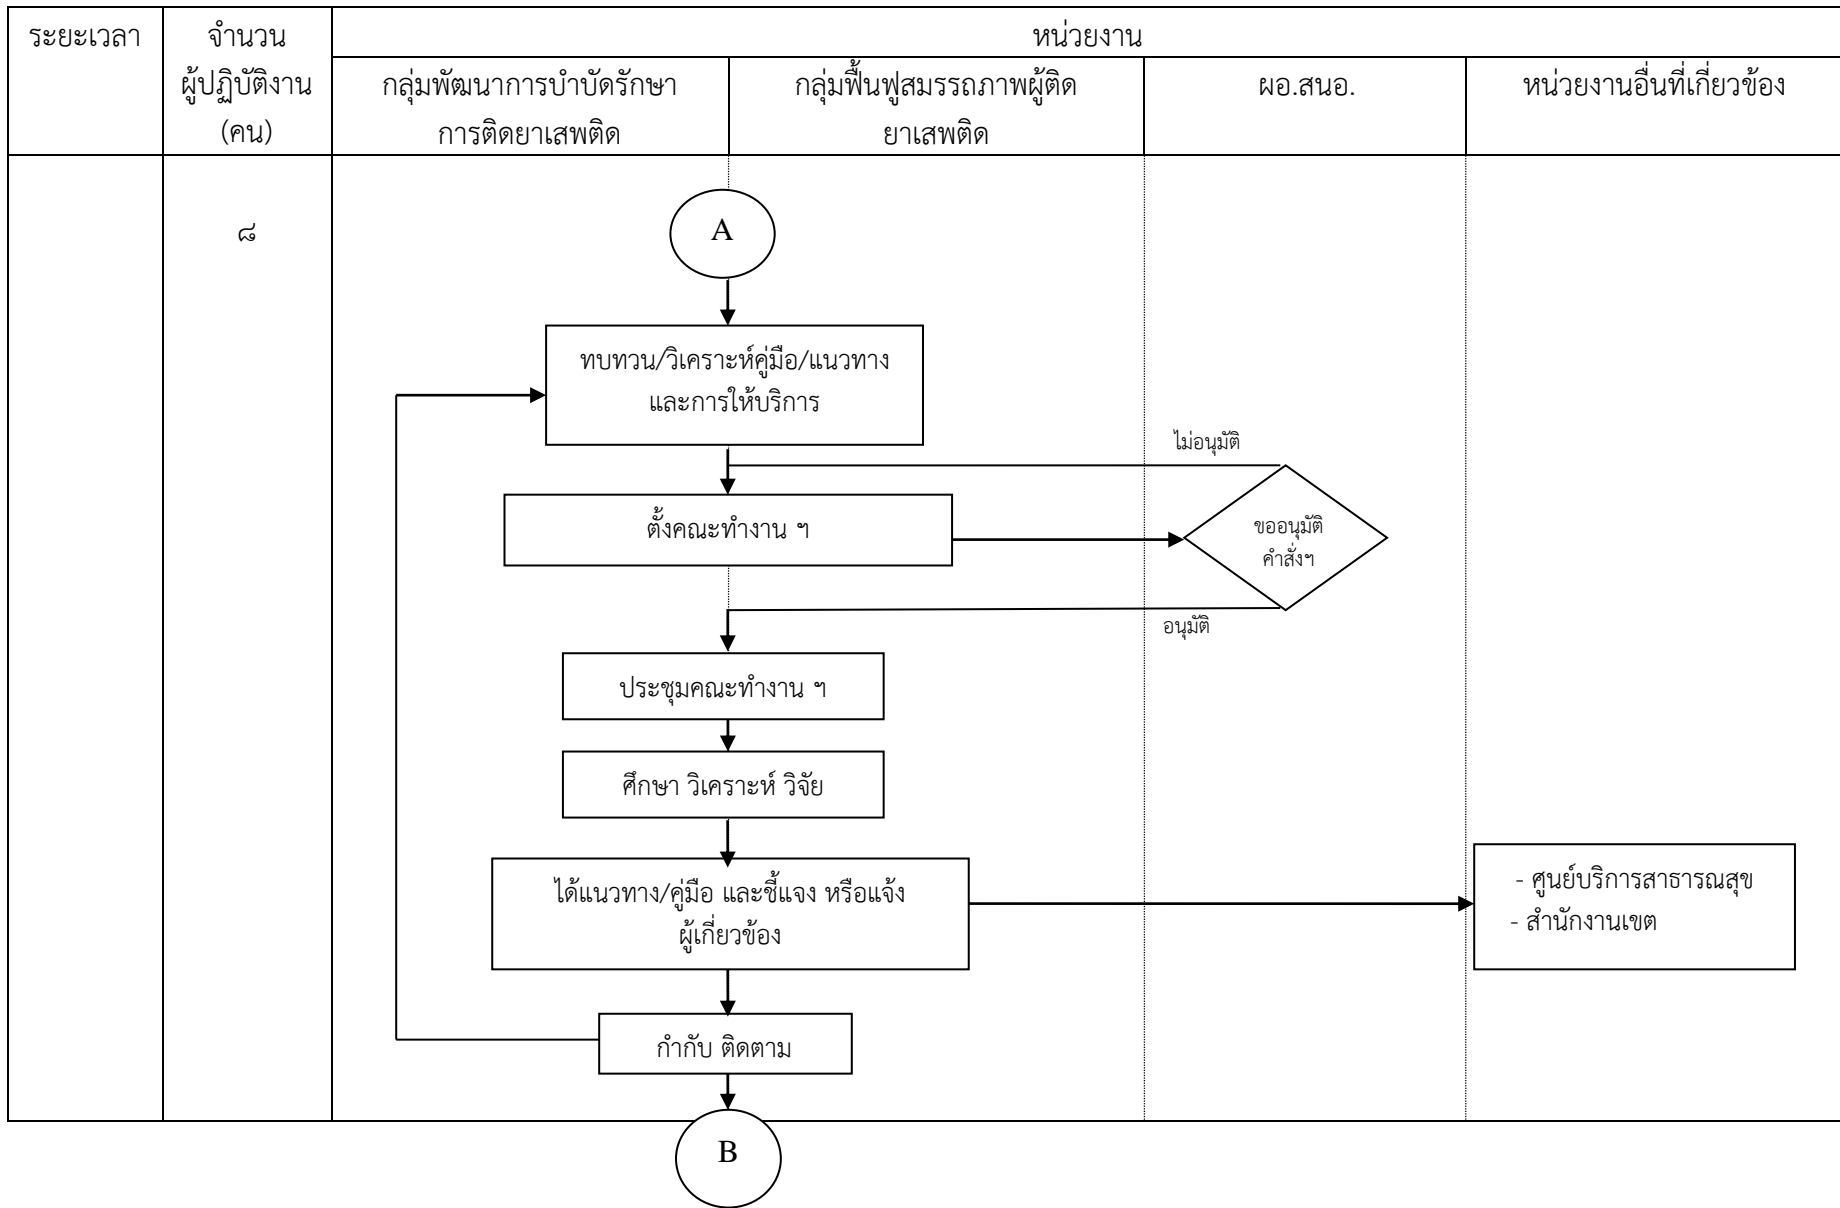 ระยะเวลา
จำนวน
ผู้ปฏิบัติงาน
(คน)
หน่วยงาน
กลุ่มพัฒนาการบำบัดรักษา
การติดยาเสพติด
กลุ่มฟื้นฟูสมรรถภาพผู้ติด
ยาเสพติด
ผอ.สนอ.
หน่วยงานอื่นที่เกี่ยวข้อง
๘
A
ทบทวน/วิเคราะห์คู่มือ/แนวทาง
และการให้บริการ
ไม่อนุมัติ
ตั้งคณะทำงาน ฯ
ขออนุมัติ
คำสั่งฯ
อนุมัติ
ประชุมคณะทำงาน ฯ
ศึกษา วิเคราะห์ วิจัย
ได้แนวทาง/คู่มือ และชี้แจง หรือแจ้ง
ผู้เกี่ยวข้อง
- ศูนย์บริการสาธารณสุข
- สำนักงานเขต
กำกับ ติดตาม
B